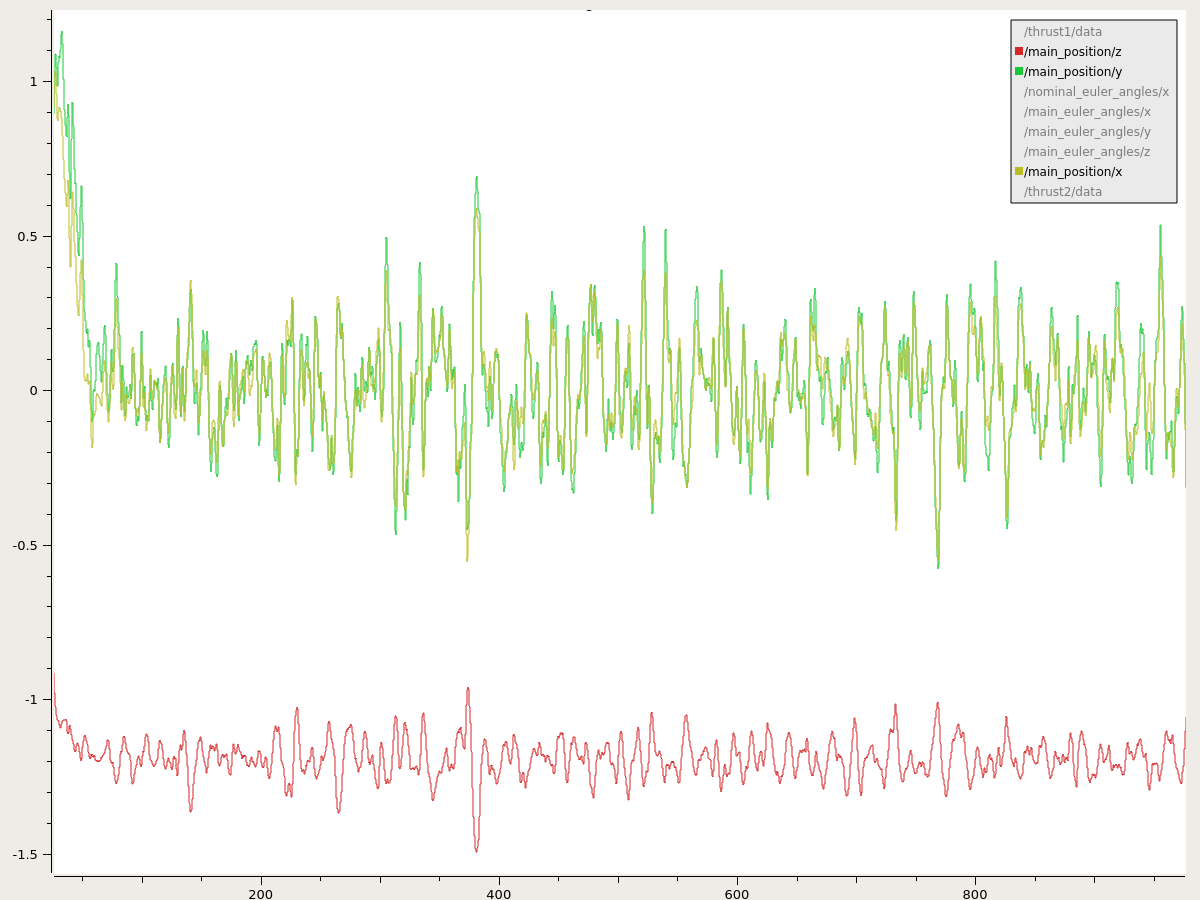 /thrust1/data
/main_position/z
/main_position/y
/nominal_euler_angles/x
/main_euler_angles/x
/main_euler_angles/y
/main_euler_angles/z
/main_position/x
/thrust2/data
1
0.5
0
-0.5
-1
-1.5
200
400
600
800